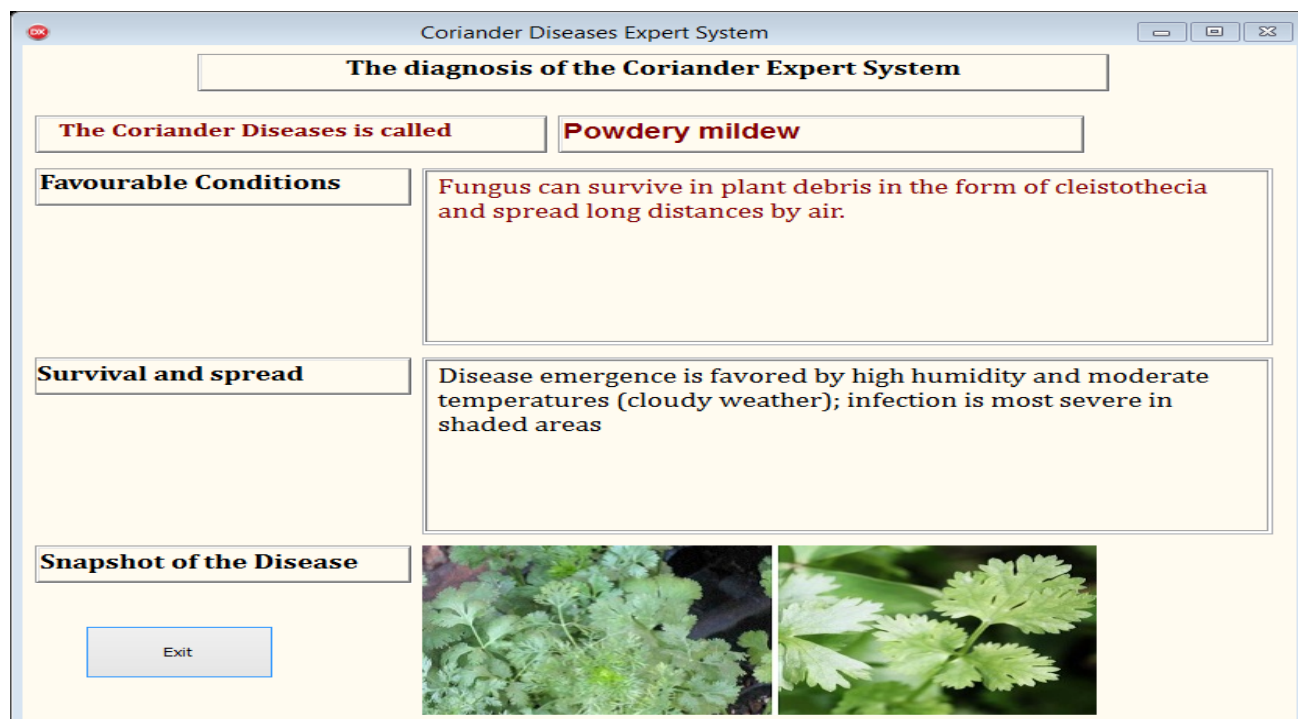 DX
Coriander Diseases Expert System
The diagnosis of the Coriander Expert System
The Coriander Diseases is called
Powdery mildew
Favourable Conditions
Fungus can survive in plant debris in the form of cleistothecia
and spread long distances by air.
Survival and spread
Disease emergence is favored by high humidity and moderate
temperatures (cloudy weather); infection is most severe in
shaded areas
Snapshot of the Disease
Exit